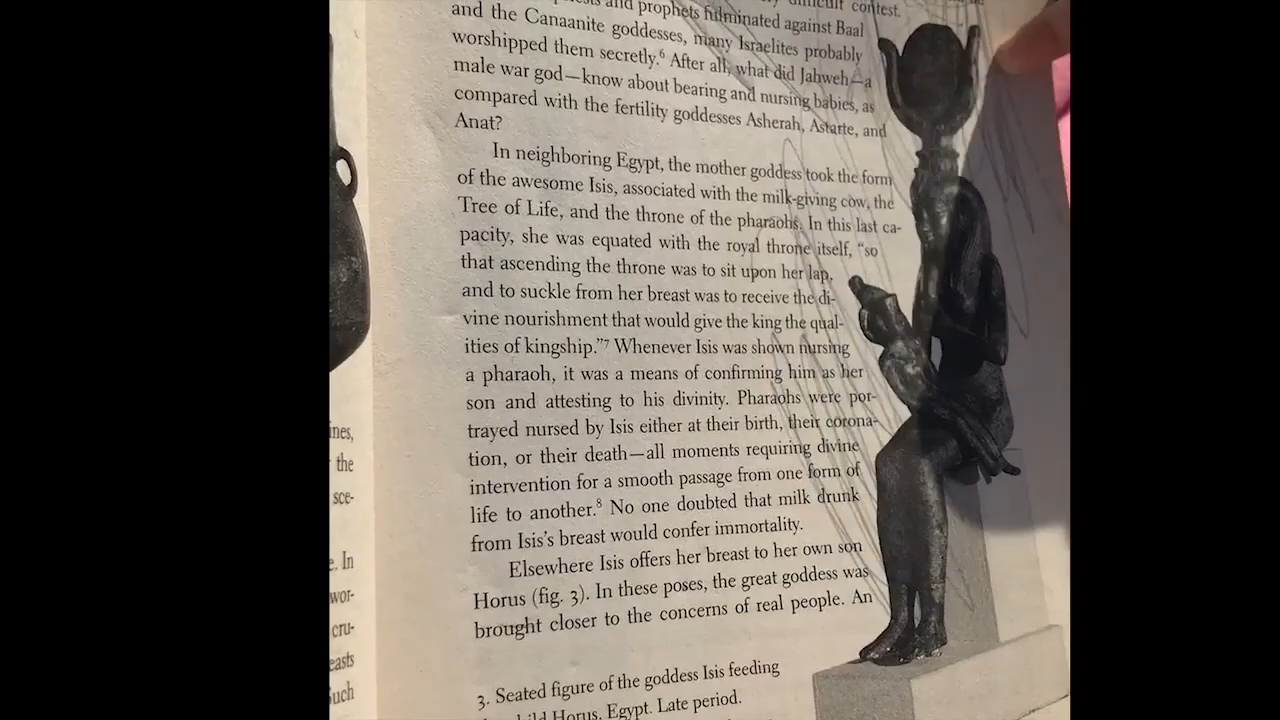 ines,
the
sce-
e. In
wor-
cru-
easts
Such
and prophets fulminated against Baal
and the Canaanite goddesses, many Israelites probably
worshipped them secretly.6 After all, what did Jahweh—a
male war god—know about bearing and nursing babies, as
compared with the fertility goddesses Asherah, Astarte, and
Anat?
In neighboring Egypt, the mother goddess took the form
of the awesome Isis, associated with the milk-giving cow, the
Tree of Life, and the throne of the pharaohs. In this last ca-
pacity, she was equated with the royal throne itself, “so
that ascending the throne was to sit upon her lap,
and to suckle from her breast was to receive the di-
vine nourishment that would give the king the qual-
ities of kingship.”7 Whenever Isis was shown nursing
a pharaoh, it was a means of confirming him as her
son and attesting to his divinity. Pharaohs were por-
trayed nursed by Isis either at their birth, their corona-
tion, or their death—all moments requiring divine
intervention for a smooth passage from one form of
life to another.8 No one doubted that milk drunk
from Isis’s breast would confer immortality.
Elsewhere Isis offers her breast to her own son
Horus (fig. 3). In these poses, the great goddess was
brought closer to the concerns of real people. An
3. Seated figure of the goddess Isis feeding
Horus. Egypt. Late period.